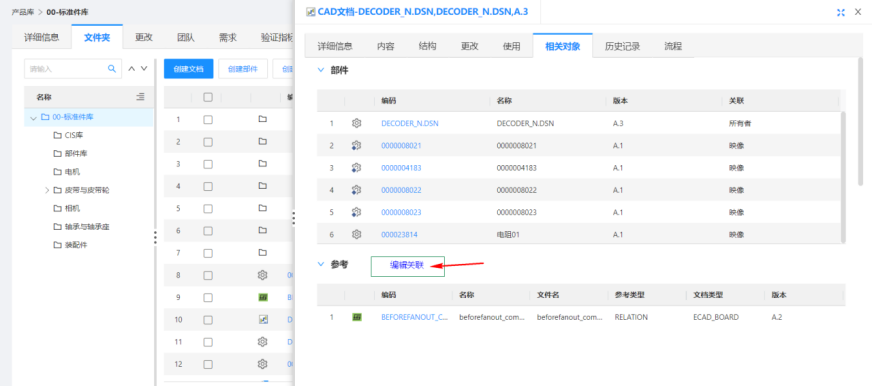 产品库 > 00-标准件库
详细信息 文件夹 更改 团队 需求 验证指标
请输入
创建文档 创建部件
名称
00-标准件库
CIS库
部件库
电机
皮带与皮带轮
相机
轴承与轴承座
装配件
1
2
3
4
5
6
7
8
9
10
11
12
CAD文档-DECODER_N.DSN,DECODER_N.DSN,A.3
详细信息 内容 结构 更改 使用 相关对象 历史记录 流程
部件
编码 名称 版本 关联
1 DECODER_N.DSN DECODER_N.DSN A.3 所有者
2 0000008021 0000008021 A.1 映像
3 0000004183 0000004183 A.1 映像
4 0000008022 0000008022 A.1 映像
5 0000008023 0000008023 A.1 映像
6 000023814 电阻01 A.1 映像
参考 编辑关联
编码 名称 文件名 参考类型 文档类型 版本
1 BEFOREFANOUT_C... beforefanout_com... beforefanout_com... RELATION ECAD_BOARD A.2